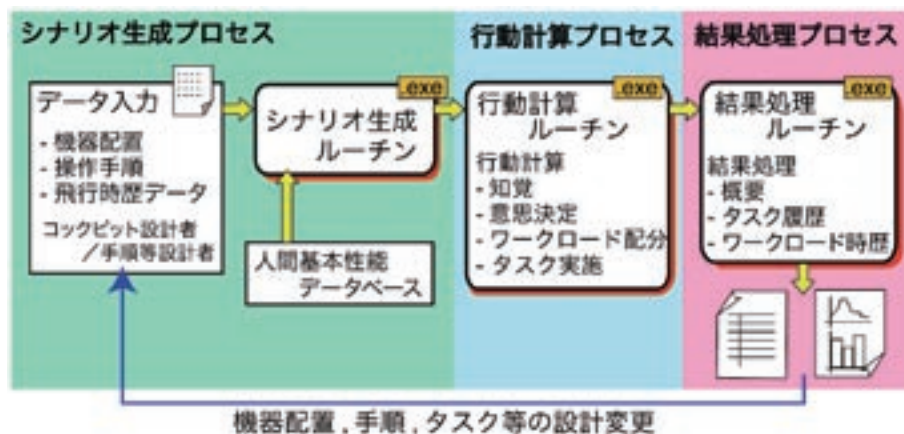 シナリオ生成プロセス
データ入力
- 機器配置
- 操作手順
- 飛行時歴データ
コックピット設計者
／手順等設計者
.exe
シナリオ生成
ルーチン
人間基本性能
データベース
行動計算プロセス
.exe
行動計算
ルーチン
行動計算
- 知覚
- 意思決定
- ワークロード配分
- タスク実施
結果処理プロセス
.exe
結果処理
ルーチン
結果処理
- 概要
- タスク履歴
- ワークロード時歴
機器配置，手順，タスク等の設計変更